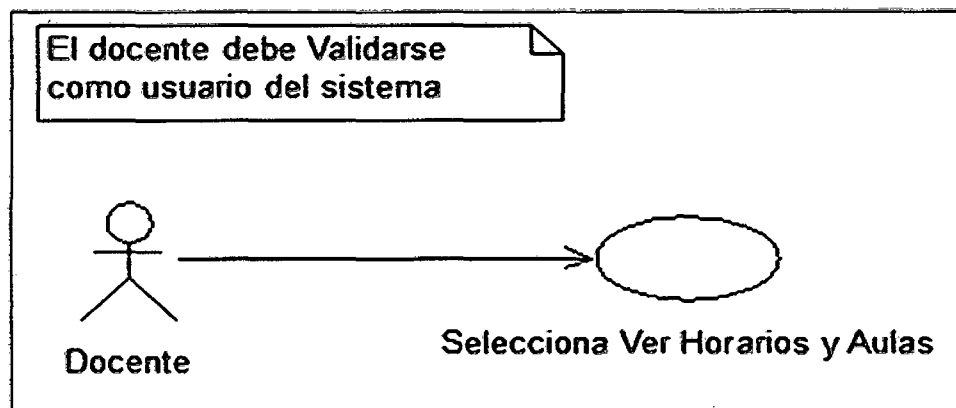 El docente debe Validarse
como usuario del sistema
Docente
Selecciona Ver Horarios y Aulas